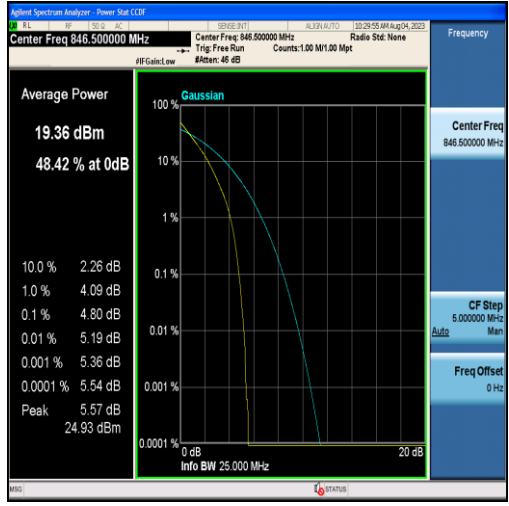 Agilent Spectrum Analyzer - Power Stat CCDF
RL RF 50 Ω AC SENSE:INT ALIGN AUTO 10:29:55 AM Aug 04, 2023
Center Freq 846.500000 MHz
Center Freq: 846.500000 MHz Radio Std: None
Trig: Free Run Counts:1.00 M/1.00 Mpt
#IFGain:Low #Atten: 46 dB
Frequency
Average Power
19.36 dBm
48.42 % at 0dB
10.0 % 2.26 dB
1.0 % 4.09 dB
0.1 % 4.80 dB
0.01 % 5.19 dB
0.001 % 5.36 dB
0.0001 % 5.54 dB
Peak 5.57 dB
24.93 dBm
Gaussian
100 %
10 %
1 %
0.1 %
0.01 %
0.001 %
0.0001 %
0 dB 20 dB
Info BW 25.000 MHz
Center Freq
846.500000 MHz
CF Step
5.000000 MHz
Auto Man
Freq Offset
0 Hz
MSG STATUS